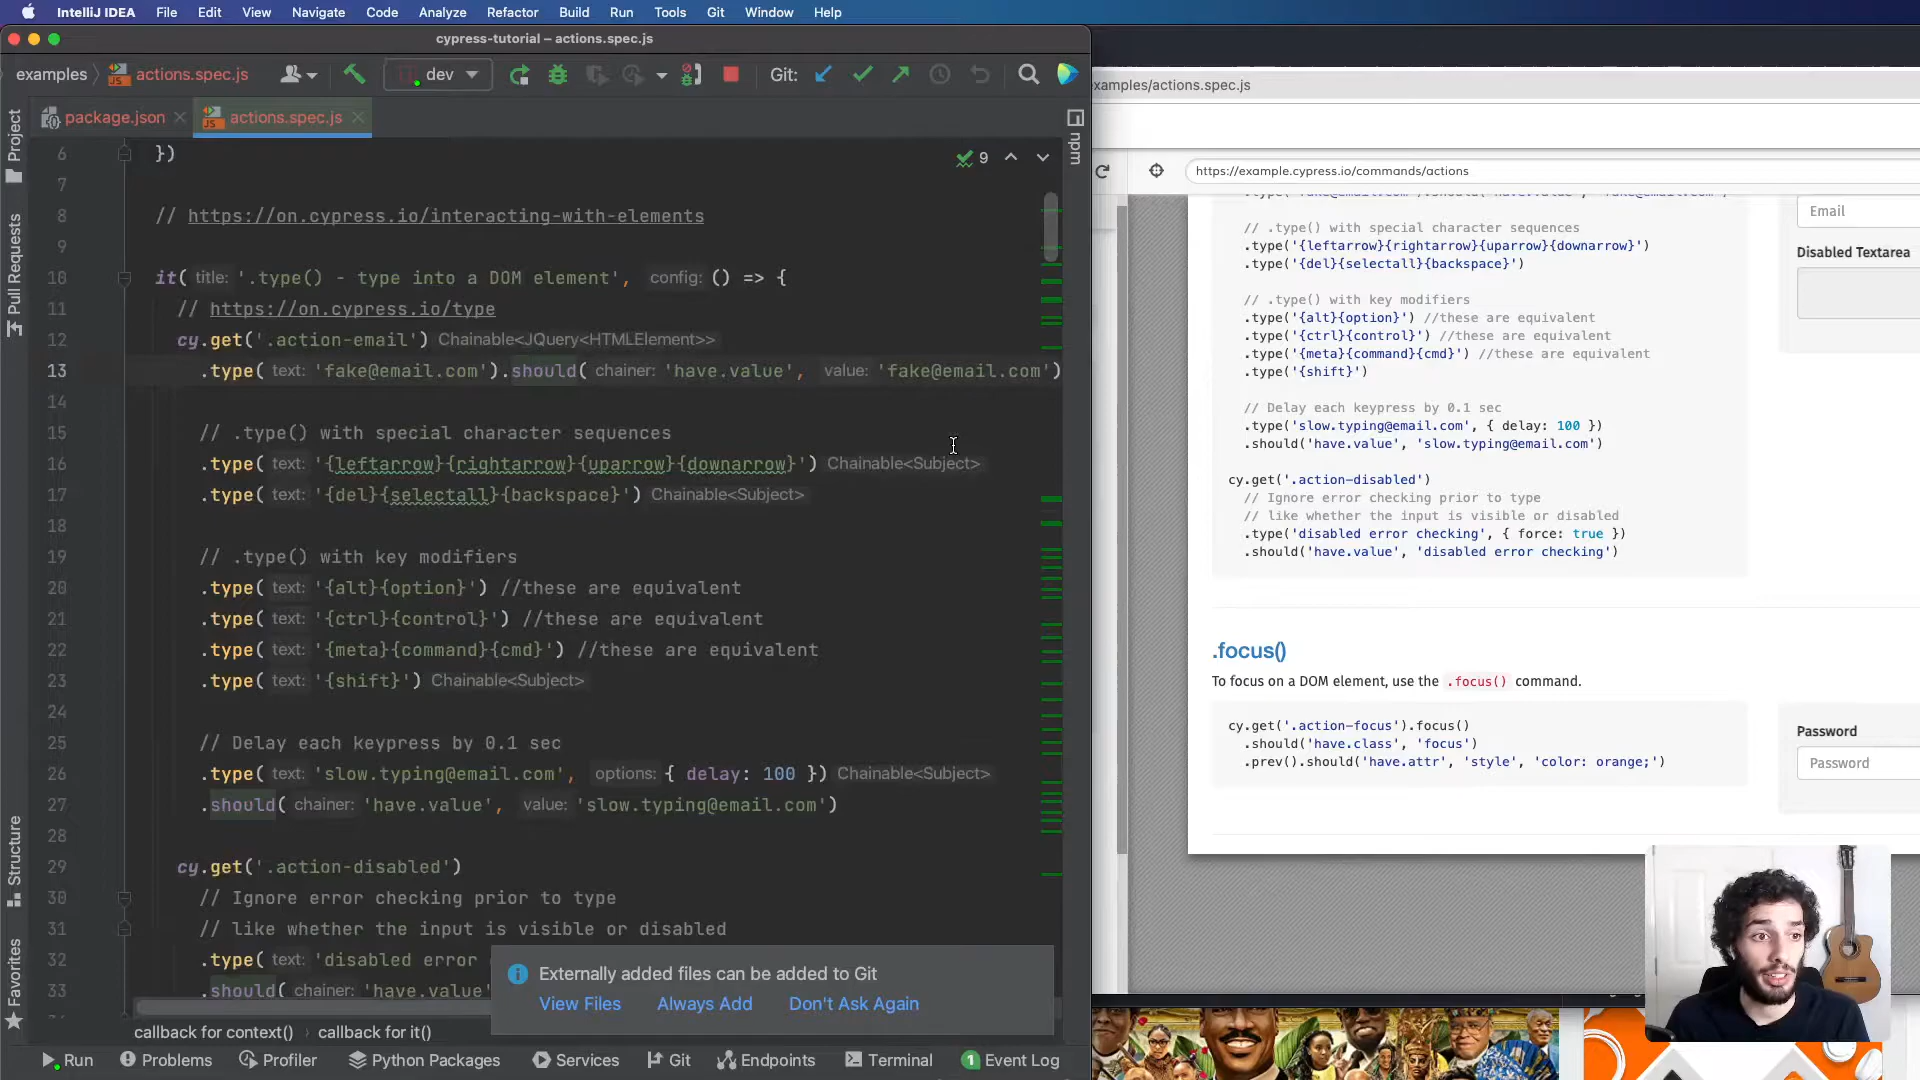 IntelliJ IDEA File Edit View Navigate Code Analyze Refactor Build Run Tools Git Window Help
cypress-tutorial – actions.spec.js
examples actions.spec.js dev Git:
package.json actions.spec.js
Project
Pull Requests
Structure
Favorites
npm
9
6 })
7
8 // https://on.cypress.io/interacting-with-elements
9
10 it( title: '.type() - type into a DOM element', config: () => {
11 // https://on.cypress.io/type
12 cy.get('.action-email') Chainable<JQuery<HTMLElement>>
13 .type( text: 'fake@email.com').should( chainer: 'have.value', value: 'fake@email.com')
14
15 // .type() with special character sequences
16 .type( text: '{leftarrow}{rightarrow}{uparrow}{downarrow}') Chainable<Subject>
17 .type( text: '{del}{selectall}{backspace}') Chainable<Subject>
18
19 // .type() with key modifiers
20 .type( text: '{alt}{option}') //these are equivalent
21 .type( text: '{ctrl}{control}') //these are equivalent
22 .type( text: '{meta}{command}{cmd}') //these are equivalent
23 .type( text: '{shift}') Chainable<Subject>
24
25 // Delay each keypress by 0.1 sec
26 .type( text: 'slow.typing@email.com', options: { delay: 100 }) Chainable<Subject>
27 .should( chainer: 'have.value', value: 'slow.typing@email.com')
28
29 cy.get('.action-disabled')
30 // Ignore error checking prior to type
31 // like whether the input is visible or disabled
32 .type( text: 'disabled error
33 .should( chainer: 'have.value'
Externally added files can be added to Git
View Files Always Add Don't Ask Again
callback for context() callback for it()
Run Problems Profiler Python Packages Services Git Endpoints Terminal 1 Event Log
examples/actions.spec.js
https://example.cypress.io/commands/actions
// .type() with special character sequences
.type('{leftarrow}{rightarrow}{uparrow}{downarrow}')
.type('{del}{selectall}{backspace}')
// .type() with key modifiers
.type('{alt}{option}') //these are equivalent
.type('{ctrl}{control}') //these are equivalent
.type('{meta}{command}{cmd}') //these are equivalent
.type('{shift}')
// Delay each keypress by 0.1 sec
.type('slow.typing@email.com', { delay: 100 })
.should('have.value', 'slow.typing@email.com')
cy.get('.action-disabled')
// Ignore error checking prior to type
// like whether the input is visible or disabled
.type('disabled error checking', { force: true })
.should('have.value', 'disabled error checking')
Email
Disabled Textarea
.focus()
To focus on a DOM element, use the .focus() command.
cy.get('.action-focus').focus()
.should('have.class', 'focus')
.prev().should('have.attr', 'style', 'color: orange;')
Password
Password